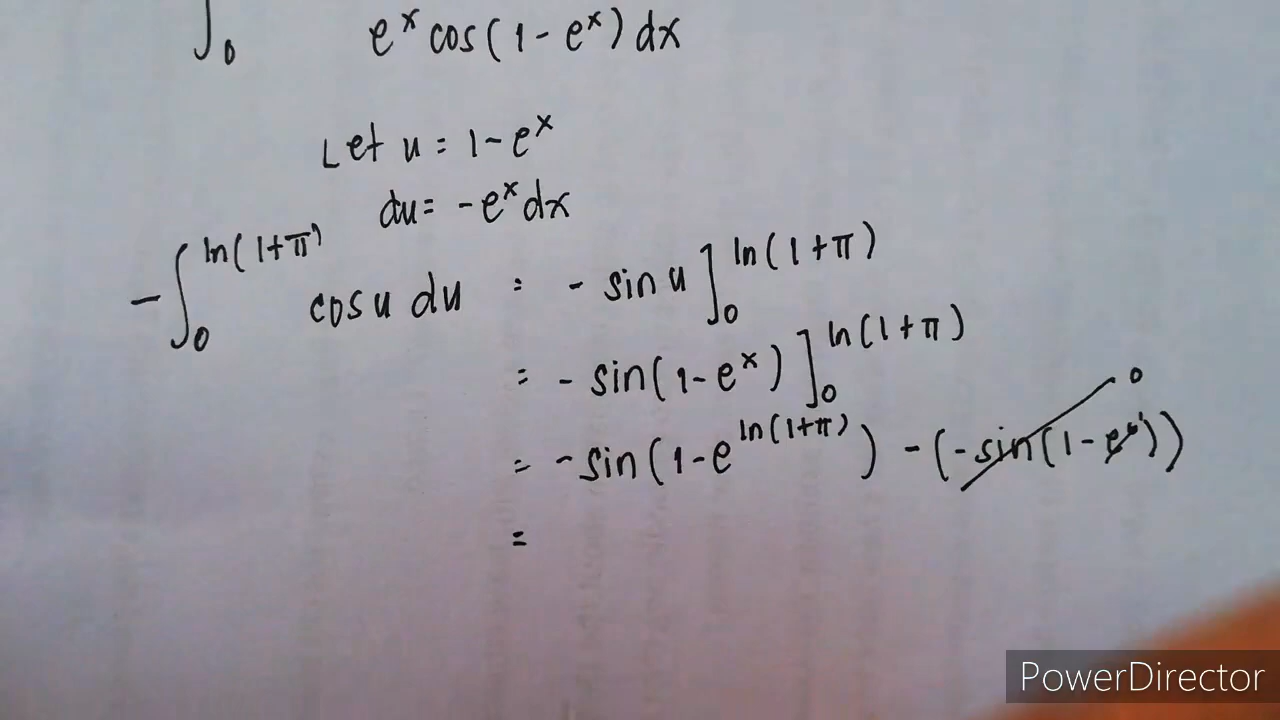 ∫₀ eˣ cos(1 - eˣ) dx
Let u = 1 - eˣ
du = -eˣ dx
-∫₀^(ln(1+π)) cos u du = - sin u ]₀^(ln(1+π))
= - sin(1 - eˣ) ]₀^(ln(1+π))
= - sin(1 - e^(ln(1+π))) - (- sin(1 - e⁰)) 0
=
PowerDirector